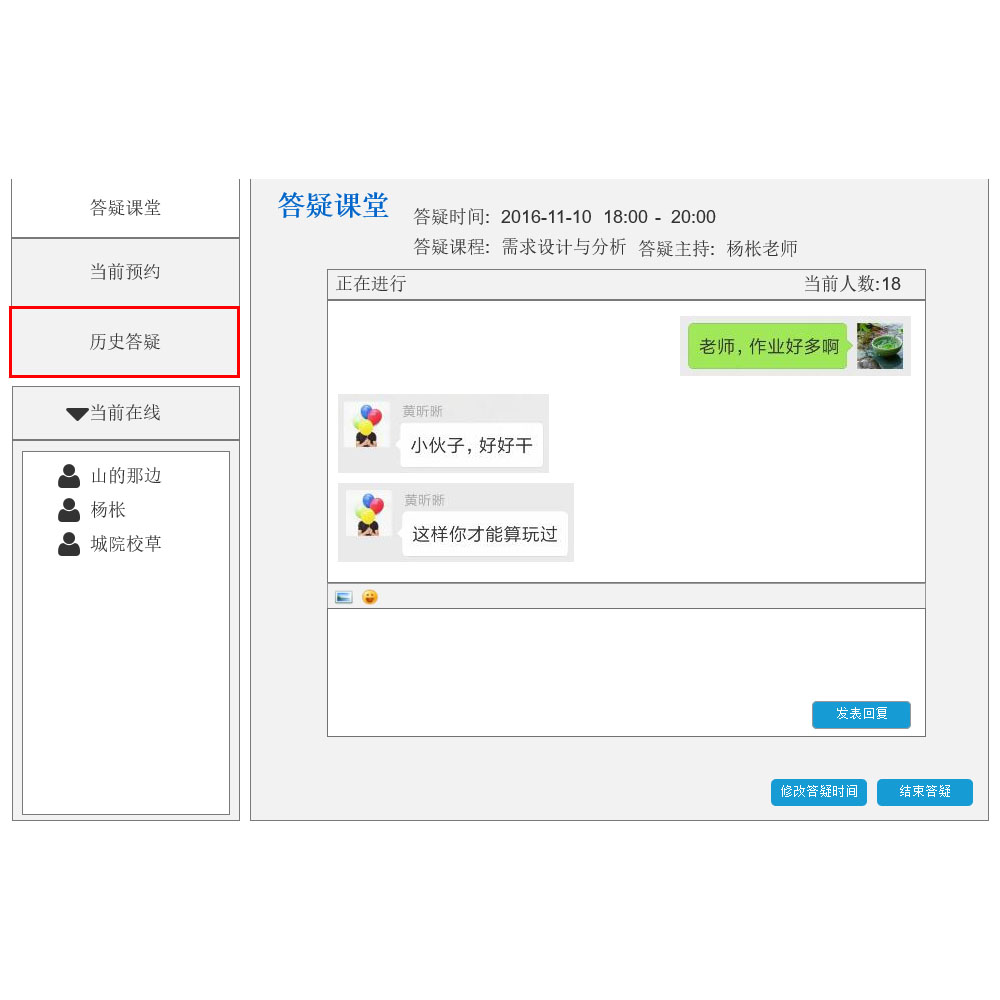 答疑课堂
当前预约
历史答疑
当前在线
山的那边
杨枨
城院校草
答疑课堂
答疑时间: 2016-11-10 18:00 - 20:00
答疑课程: 需求设计与分析 答疑主持: 杨枨老师
正在进行 当前人数:18
老师，作业好多啊
黄昕晰
小伙子，好好干
黄昕晰
这样你才能算玩过
发表回复
修改答疑时间 结束答疑